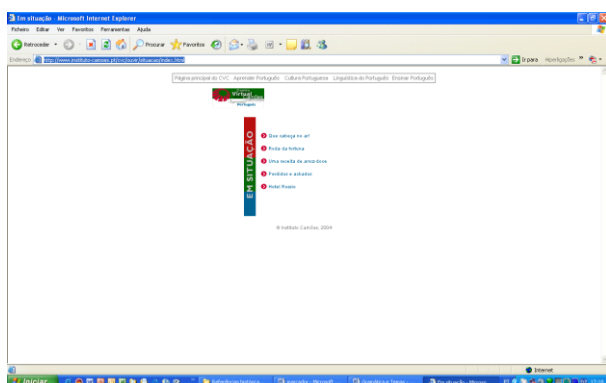 Em situação - Microsoft Internet Explorer
Ficheiro Editar Ver Favoritos Ferramentas Ajuda
Retroceder Procurar Favoritos
Endereço http://www.instituto-camoes.pt/cvc/ouvir/situacao/index.html Ir para Hiperligações »
Página principal do CVC Aprender Português Cultura Portuguesa Linguística do Português Ensinar Português
Virtual
Português
EM SITUAÇÃO
Que cabeça no ar!
Roda da fortuna
Uma receita de arroz-doce
Perdidos e achados
Hotel Rossio
© Instituto Camões, 2004
Internet
Iniciar